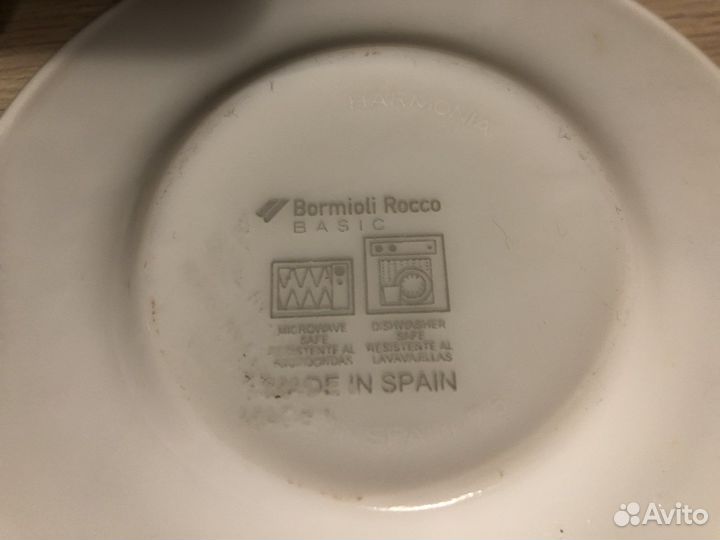 HARMONIA
Bormioli Rocco
BASIC
MICROWAVE
SAFE
RESISTENTE AL
DISHWASHER
SAFE
RESISTENTE AL
LAVAVAJILLAS
MADE IN SPAIN
Avito